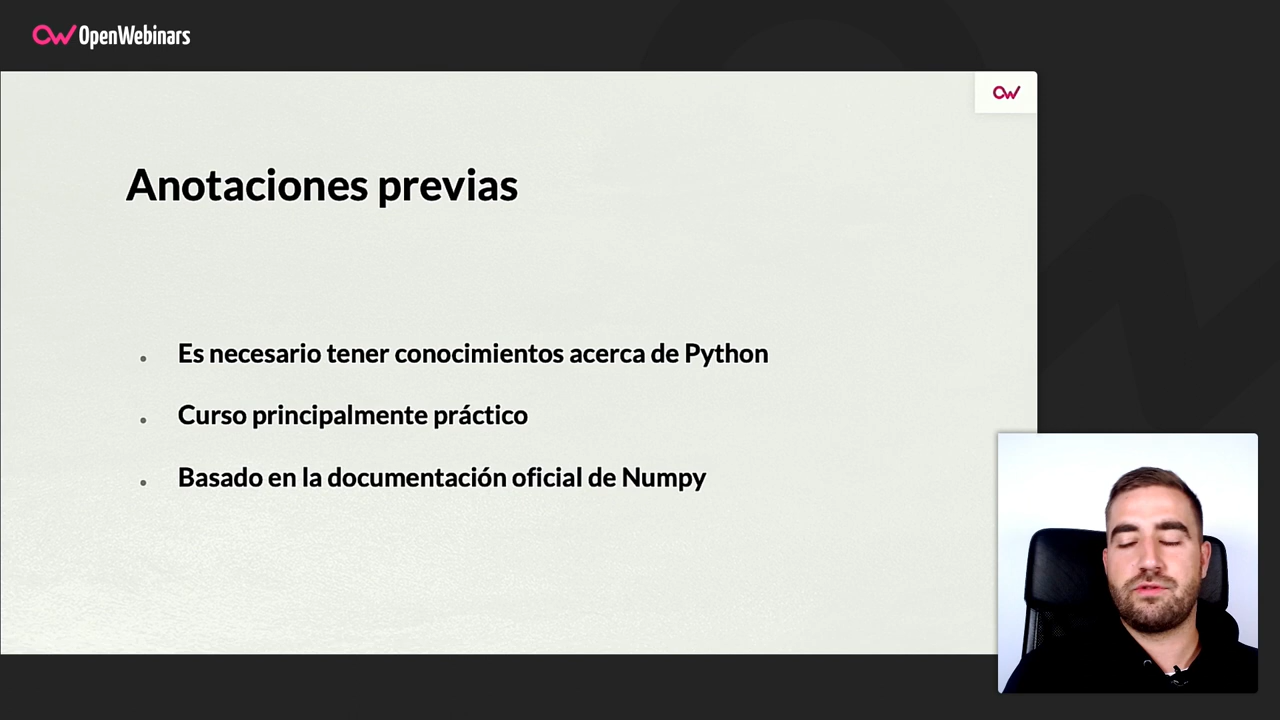 OpenWebinars
Anotaciones previas
Es necesario tener conocimientos acerca de Python
Curso principalmente práctico
Basado en la documentación oficial de Numpy